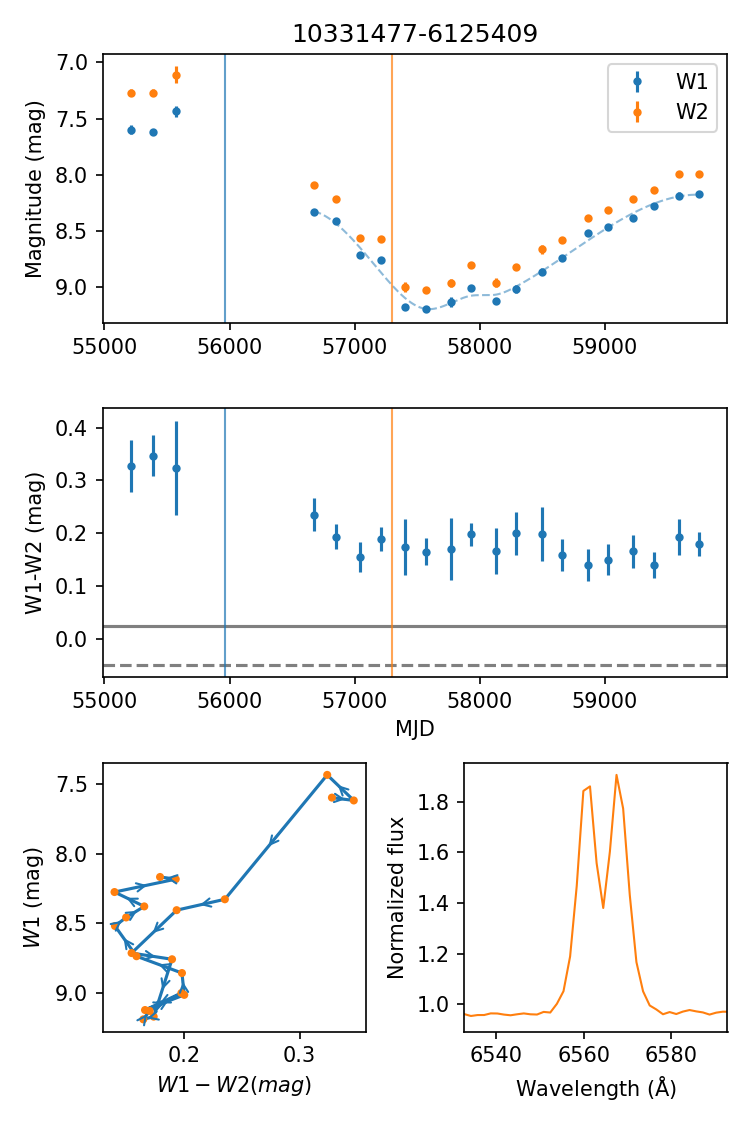 10331477-6125409
7.0
7.5
8.0
8.5
9.0
Magnitude (mag)
W1
W2
55000 56000 57000 58000 59000
0.4
0.3
0.2
0.1
0.0
W1-W2 (mag)
55000 56000 57000 58000 59000
MJD
7.5
8.0
8.5
9.0
W1 (mag)
0.2 0.3
W1 − W2(mag)
1.8
1.6
1.4
1.2
1.0
Normalized flux
6540 6560 6580
Wavelength (Å)